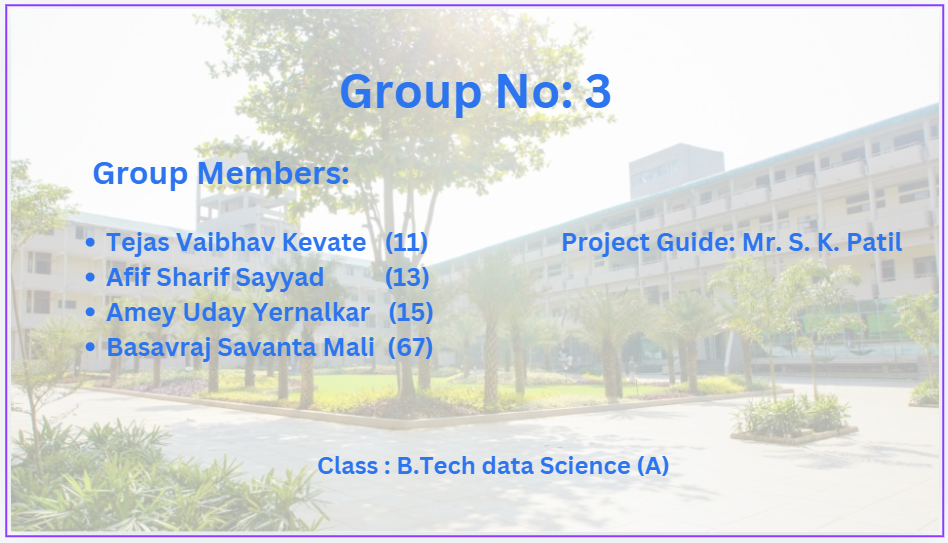 Group No: 3
Group Members:
• Tejas Vaibhav Kevate (11)
Project Guide: Mr. S. K. Patil
• Afif Sharif Sayyad (13)
• Amey Uday Yernalkar (15)
• Basavraj Savanta Mali (67)
Class : B.Tech data Science (A)